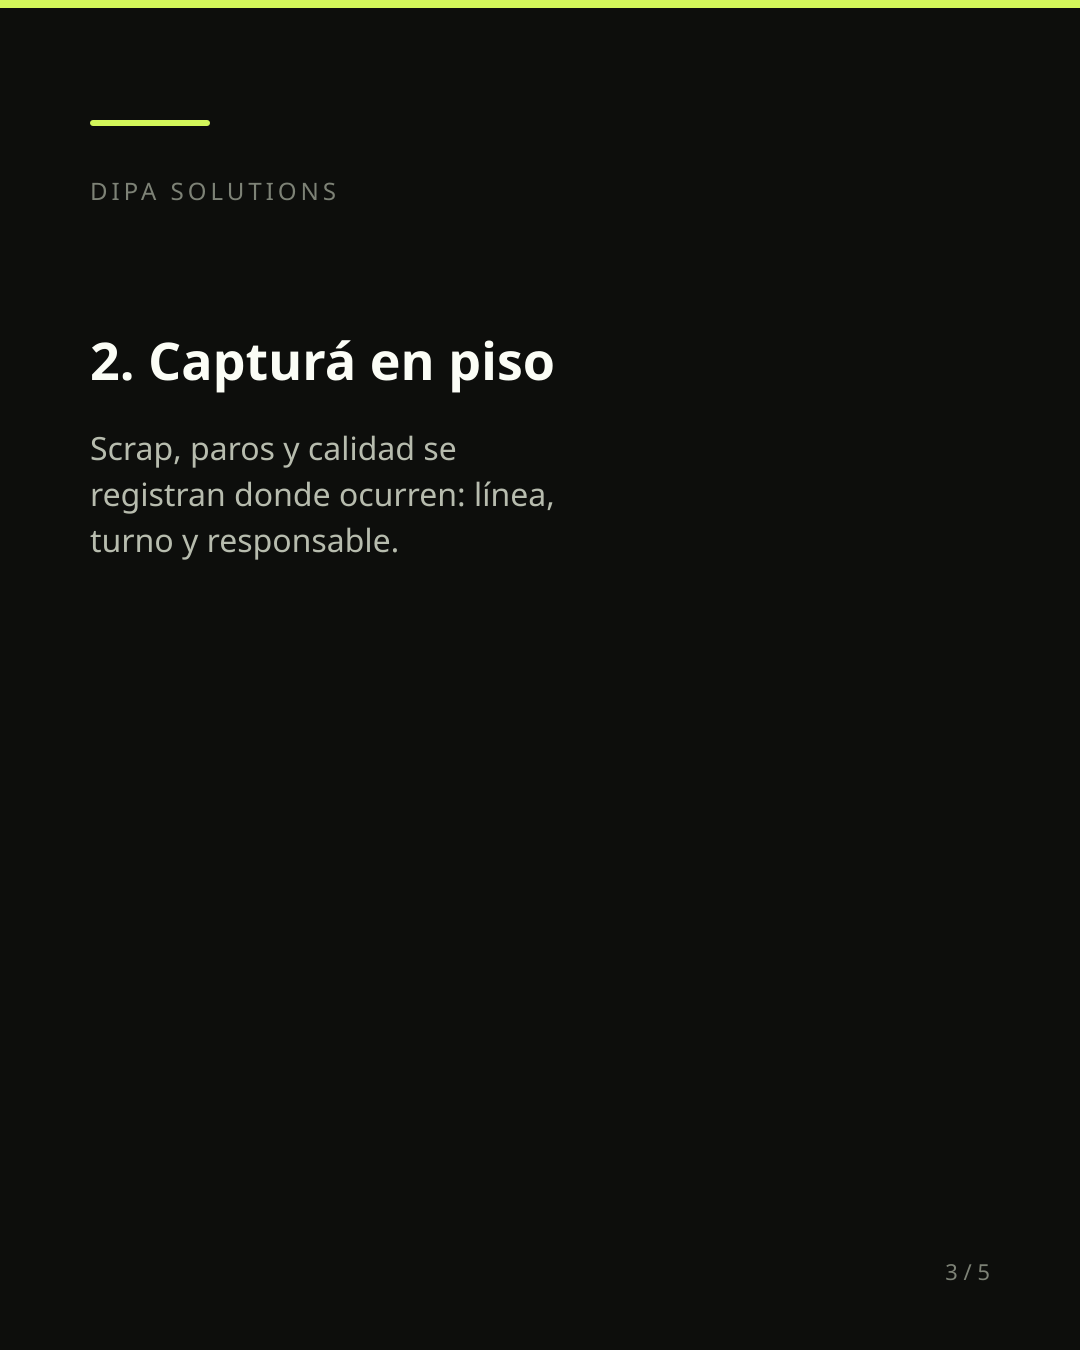 DIPA SOLUTIONS
2. Capturá en piso
Scrap, paros y calidad se
registran donde ocurren: línea,
turno y responsable.
3 / 5